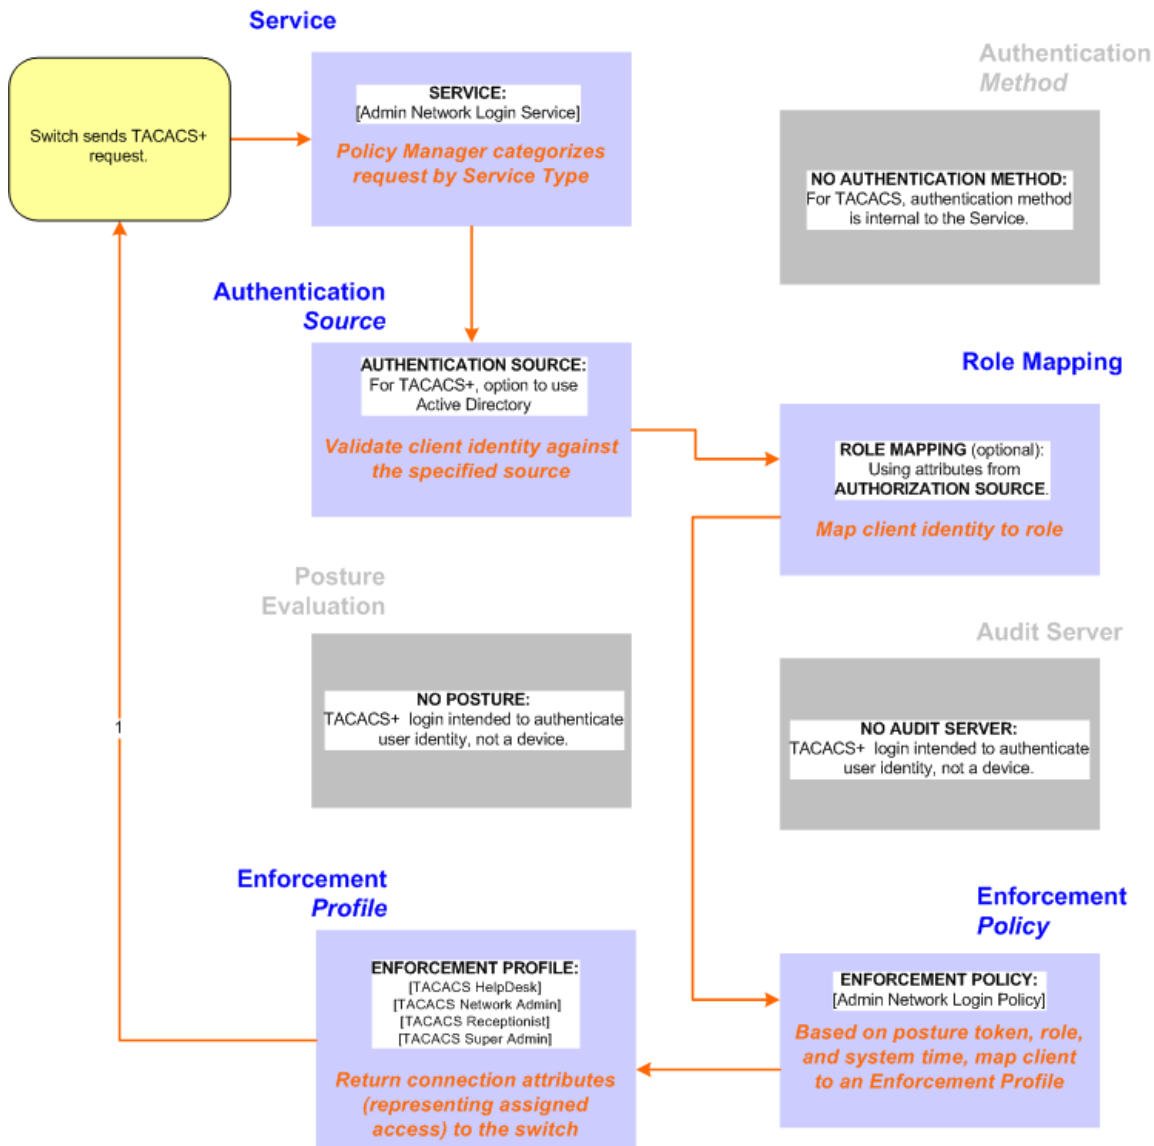 Service
Switch sends TACACS+
request.
SERVICE:
[Admin Network Login Service]
Policy Manager categorizes
request by Service Type
Authentication
Method
NO AUTHENTICATION METHOD:
For TACACS, authentication method
is internal to the Service.
Authentication
Source
AUTHENTICATION SOURCE:
For TACACS+, option to use
Active Directory
Validate client identity against
the specified source
Role Mapping
ROLE MAPPING (optional):
Using attributes from
AUTHORIZATION SOURCE.
Map client identity to role
Posture
Evaluation
NO POSTURE:
TACACS+ login intended to authenticate
user identity, not a device.
Audit Server
NO AUDIT SERVER:
TACACS+ login intended to authenticate
user identity, not a device.
1
Enforcement
Profile
ENFORCEMENT PROFILE:
[TACACS HelpDesk]
[TACACS Network Admin]
[TACACS Receptionist]
[TACACS Super Admin]
Return connection attributes
(representing assigned
access) to the switch
Enforcement
Policy
ENFORCEMENT POLICY:
[Admin Network Login Policy]
Based on posture token, role,
and system time, map client
to an Enforcement Profile